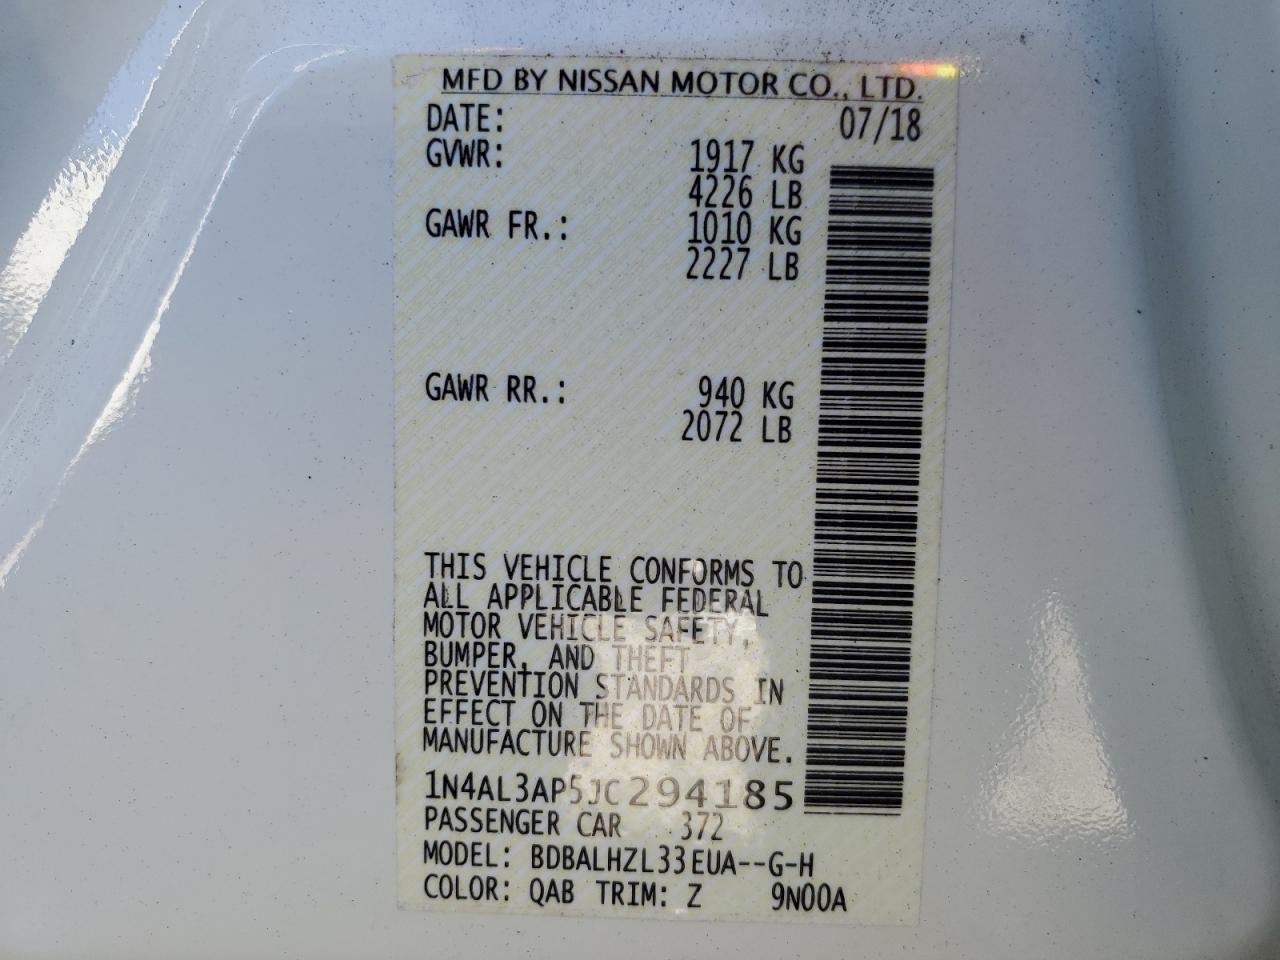 MFD BY NISSAN MOTOR CO., LTD.
DATE: 07/18
GVWR: 1917 KG
4226 LB
GAWR FR.: 1010 KG
2227 LB
GAWR RR.: 940 KG
2072 LB
THIS VEHICLE CONFORMS TO
ALL APPLICABLE FEDERAL
MOTOR VEHICLE SAFETY,
BUMPER, AND THEFT
PREVENTION STANDARDS IN
EFFECT ON THE DATE OF
MANUFACTURE SHOWN ABOVE.
1N4AL3AP5JC294185
PASSENGER CAR 372
MODEL: BDBALHZL33EUA--G-H
COLOR: QAB TRIM: Z 9N00A